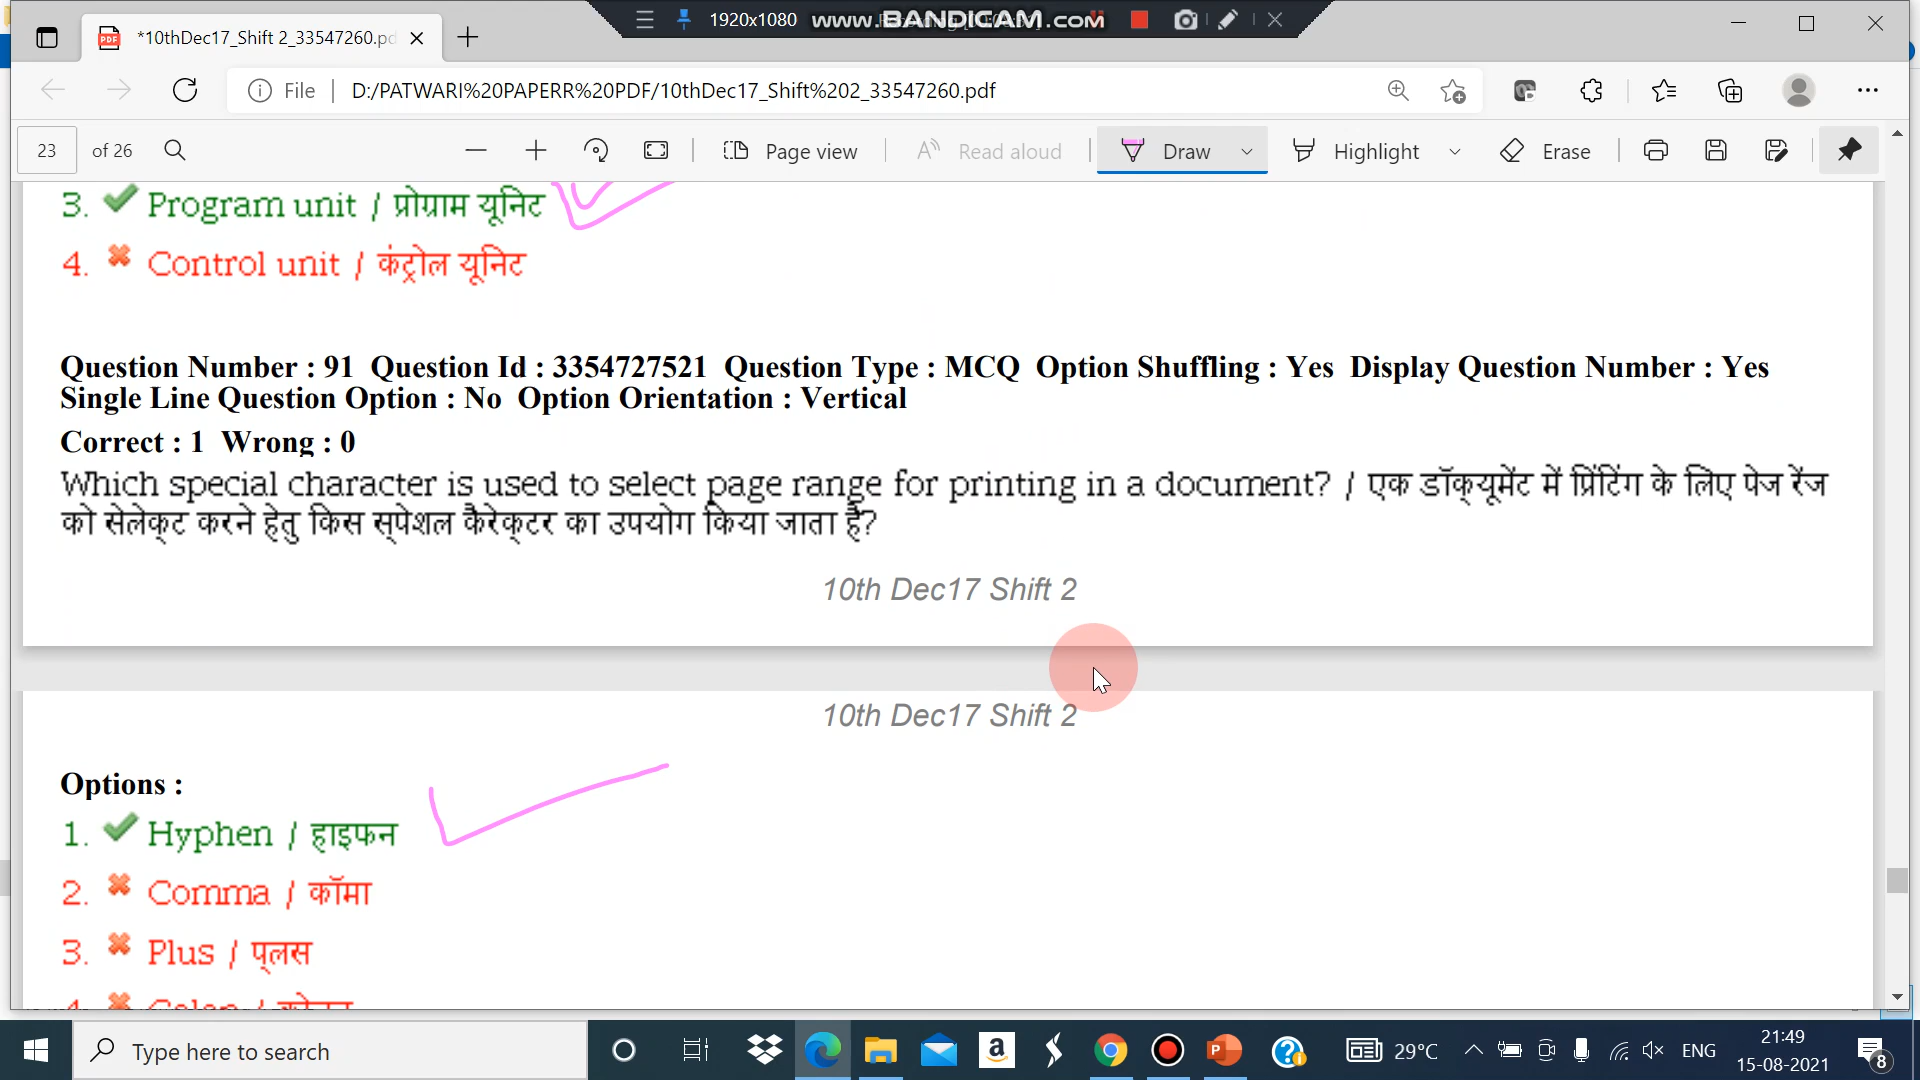 1920x1080 www.BANDICAM.com
*10thDec17_Shift 2_33547260.pd
File D:/PATWARI%20PAPERR%20PDF/10thDec17_Shift%202_33547260.pdf
23 of 26 Page view Read aloud Draw Highlight Erase
3. Program unit / प्रोग्राम यूनिट
4. Control unit / कंट्रोल यूनिट
Question Number : 91 Question Id : 3354727521 Question Type : MCQ Option Shuffling : Yes Display Question Number : Yes
Single Line Question Option : No Option Orientation : Vertical
Correct : 1 Wrong : 0
Which special character is used to select page range for printing in a document? / एक डॉक्यूमेंट में प्रिंटिंग के लिए पेज रेंज
को सेलेक्ट करने हेतु किस स्पेशल कैरेक्टर का उपयोग किया जाता है?
10th Dec17 Shift 2
10th Dec17 Shift 2
Options :
1. Hyphen / हाइफन
2. Comma / कॉमा
3. Plus / प्लस
4. Colon / कोलन
Type here to search 29°C ENG 21:49
15-08-2021 8